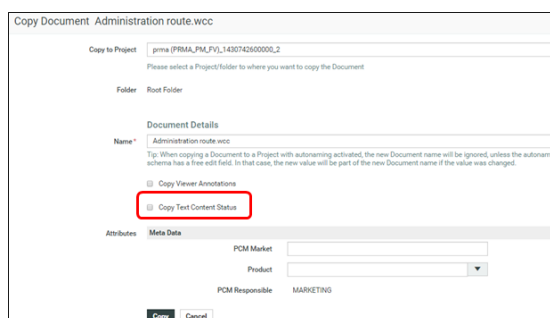 Copy Document Administration route.wcc
Copy to Project prma (PRMA_PM_FV)_1430742600000_2
Please select a Project/folder to where you want to copy the Document
Folder Root Folder
Document Details
Name* Administration route.wcc
Tip: When copying a Document to a Project with autonaming activated, the new Document name will be ignored, unless the autonam
schema has a free edit field. In that case, the new value will be part of the new Document name if the value was changed.
Copy Viewer Annotations
Copy Text Content Status
Attributes Meta Data
PCM Market
Product
PCM Responsible MARKETING
Copy Cancel